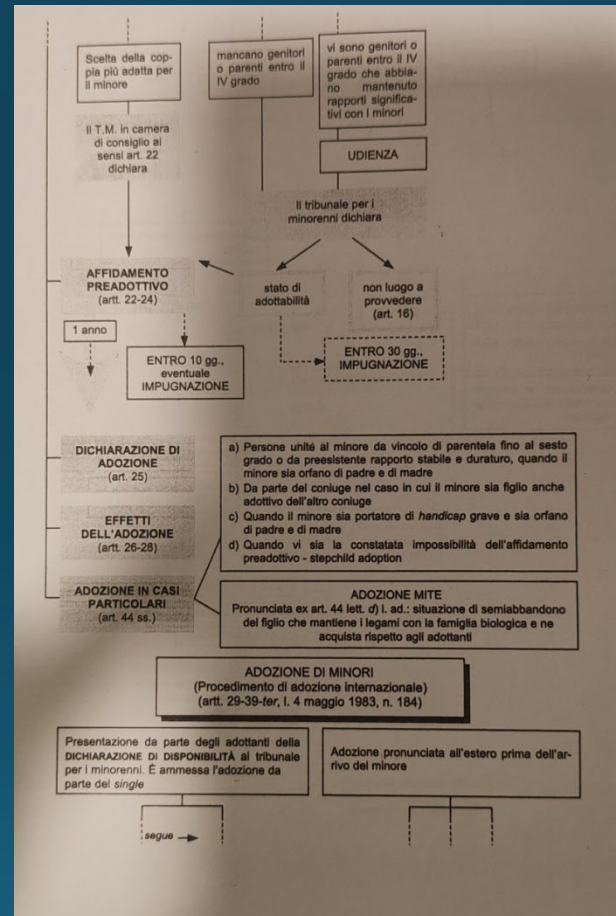 Scelta della cop-
pia più adatta per
il minore
mancano genitori
o parenti entro il
IV grado
vi sono genitori o
parenti entro il IV
grado che abbia-
no mantenuto
rapporti significa-
tivi con i minori
Il T.M. in camera
di consiglio ai
sensi art. 22
dichiara
UDIENZA
Il tribunale per i
minorenni dichiara
AFFIDAMENTO
PREADOTTIVO
(artt. 22-24)
stato di
adottabilità
non luogo a
provvedere
(art. 16)
1 anno
ENTRO 10 gg.,
eventuale
IMPUGNAZIONE
ENTRO 30 gg.,
IMPUGNAZIONE
DICHIARAZIONE DI
ADOZIONE
(art. 25)
a) Persone unite al minore da vincolo di parentela fino al sesto
grado o da preesistente rapporto stabile e duraturo, quando il
minore sia orfano di padre e di madre
b) Da parte del coniuge nel caso in cui il minore sia figlio anche
adottivo dell'altro coniuge
c) Quando il minore sia portatore di handicap grave e sia orfano
di padre e di madre
d) Quando vi sia la constatata impossibilità dell'affidamento
preadottivo - stepchild adoption
EFFETTI
DELL'ADOZIONE
(artt. 26-28)
ADOZIONE IN CASI
PARTICOLARI
(art. 44 ss.)
ADOZIONE MITE
Pronunciata ex art. 44 lett. d) l. ad.: situazione di semiabbandono
del figlio che mantiene i legami con la famiglia biologica e ne
acquista rispetto agli adottanti
ADOZIONE DI MINORI
(Procedimento di adozione internazionale)
(artt. 29-39-ter, l. 4 maggio 1983, n. 184)
Presentazione da parte degli adottanti della
DICHIARAZIONE DI DISPONIBILITÀ al tribunale
per i minorenni. È ammessa l'adozione da
parte del single
Adozione pronunciata all'estero prima dell'ar-
rivo del minore
segue